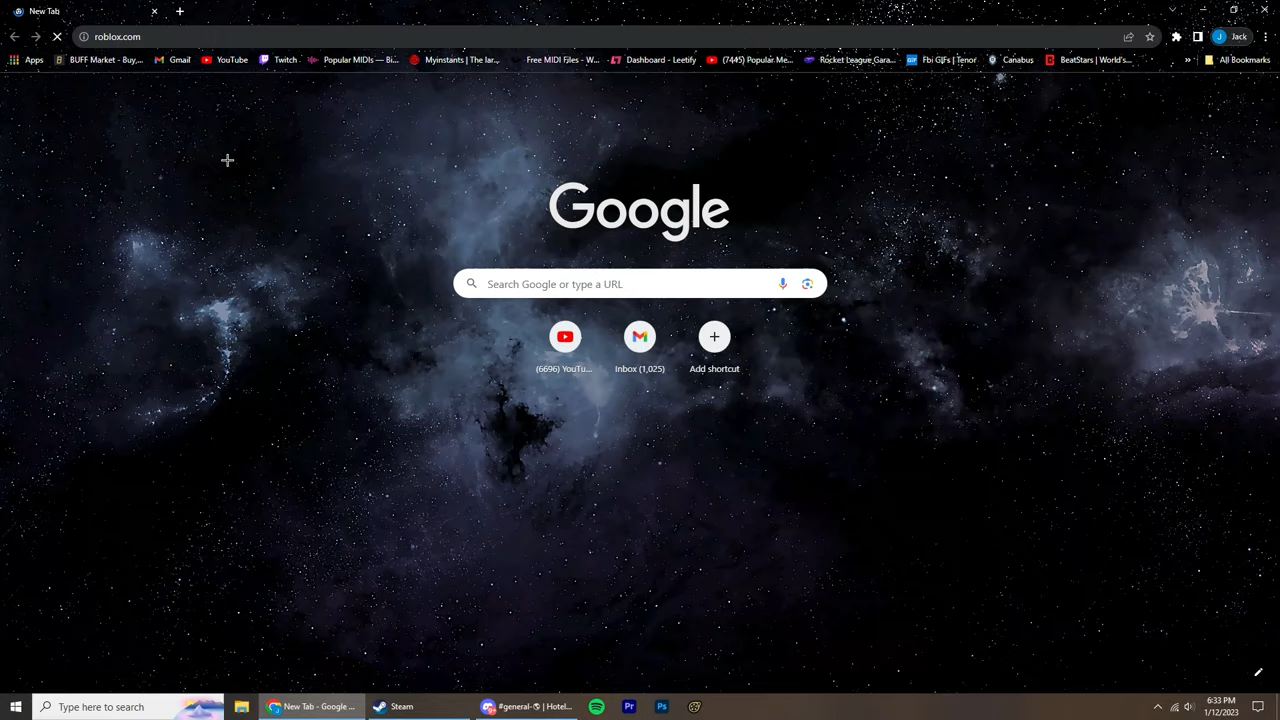 New Tab
roblox.com
J Jack
Apps BUFF Market - Buy,... Gmail YouTube Twitch Popular MIDIs — Bi... Myinstants | The lar... Free MIDI Files - W... Dashboard - Leetify (7445) Popular Me... Rocket League Gara... GIF Fbi GIFs | Tenor Canabus BeatStars | World's... » All Bookmarks
Google
Search Google or type a URL
(6696) YouTu... Inbox (1,025) Add shortcut
Type here to search New Tab - Google ... Steam #general- | Hotel... Pr Ps 6:33 PM
1/12/2023